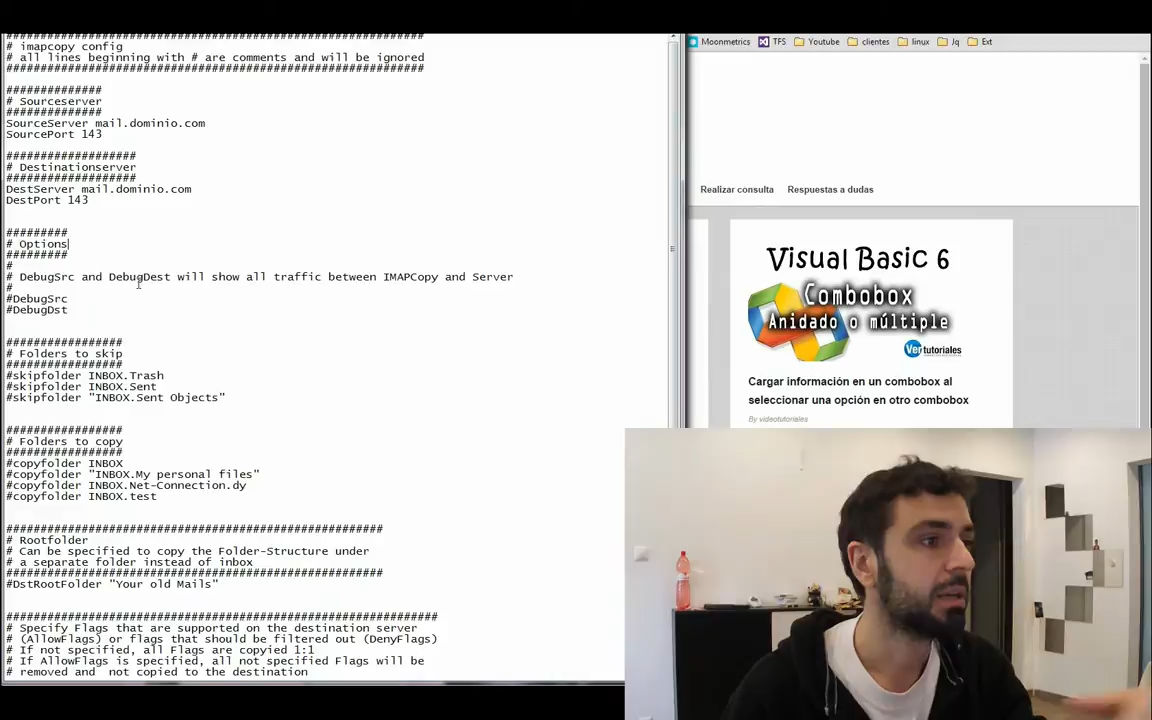 ################################################################
# imapcopy config
# all lines beginning with # are comments and will be ignored
################################################################
##############
# Sourceserver
##############
SourceServer mail.dominio.com
SourcePort 143
###################
# Destinationserver
###################
DestServer mail.dominio.com
DestPort 143
#########
# Options
#########
#
# DebugSrc and DebugDest will show all traffic between IMAPCopy and Server
#
#DebugSrc
#DebugDst
#################
# Folders to skip
#################
#skipfolder INBOX.Trash
#skipfolder INBOX.Sent
#skipfolder "INBOX.Sent Objects"
#################
# Folders to copy
#################
#copyfolder INBOX
#copyfolder "INBOX.My personal files"
#copyfolder INBOX.Net-Connection.dy
#copyfolder INBOX.test
#######################################################
# Rootfolder
# Can be specified to copy the Folder-Structure under
# a separate folder instead of inbox
#######################################################
#DstRootFolder "Your old Mails"
###############################################################
# Specify Flags that are supported on the destination server
# (AllowFlags) or flags that should be filtered out (DenyFlags)
# If not specified, all Flags are copyied 1:1
# If AllowFlags is specified, all not specified Flags will be
# removed and  not copied to the destination
Moonmetrics TFS Youtube clientes linux Jq Ext
Realizar consulta Respuestas a dudas
Visual Basic 6
Combobox
Anidado o múltiple
Vertutoriales
Cargar información en un combobox al
seleccionar una opción en otro combobox
By videotutoriales